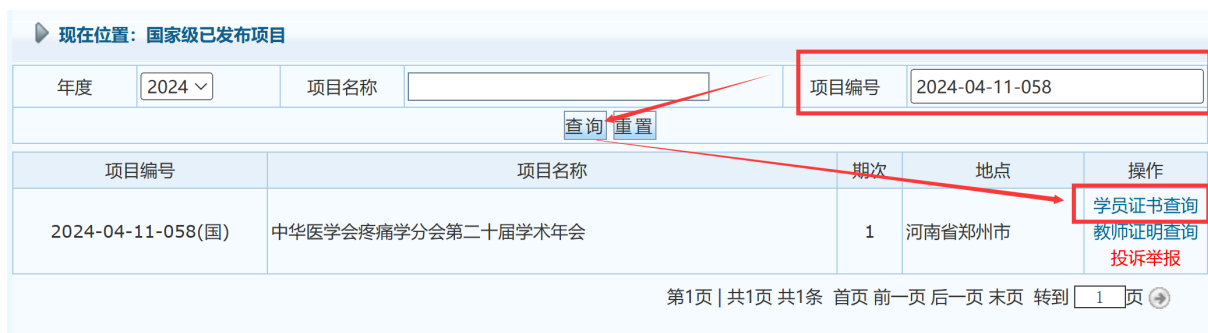 现在位置：国家级已发布项目
年度 2024 项目名称 项目编号 2024-04-11-058
查询 重置
项目编号 项目名称 期次 地点 操作
2024-04-11-058(国) 中华医学会疼痛学分会第二十届学术年会 1 河南省郑州市 学员证书查询
教师证明查询
投诉举报
第1页 | 共1页 共1条 首页 前一页 后一页 末页 转到 1 页